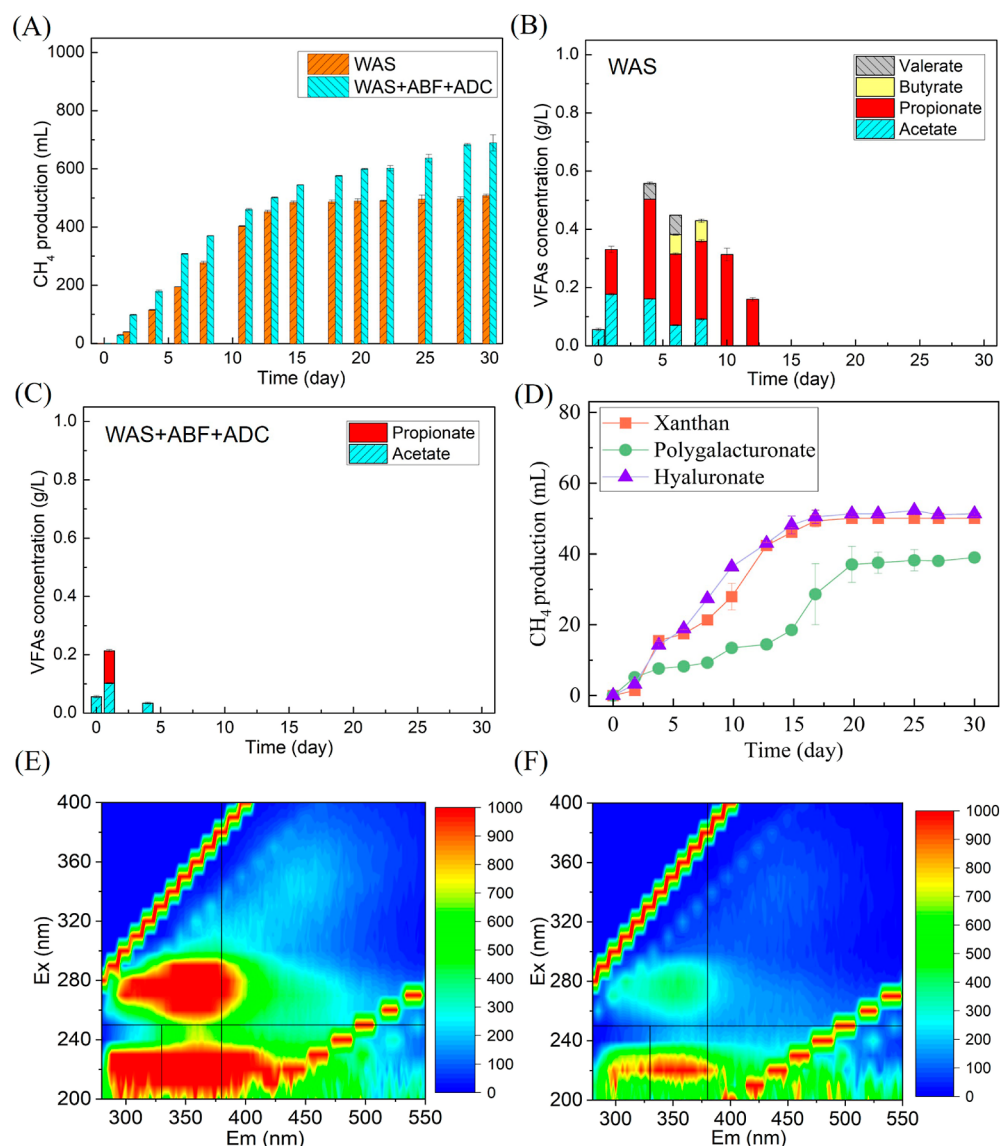 (A)
1000
800
600
400
200
0
CH₄ production (mL)
WAS
WAS+ABF+ADC
0 5 10 15 20 25 30
Time (day)
(B)
WAS
1.0
0.8
0.6
0.4
0.2
0.0
VFAs concentration (g/L)
Valerate
Butyrate
Propionate
Acetate
0 5 10 15 20 25 30
Time (day)
(C)
WAS+ABF+ADC
1.0
0.8
0.6
0.4
0.2
0.0
VFAs concentration (g/L)
Propionate
Acetate
0 5 10 15 20 25 30
Time (day)
(D)
80
60
40
20
0
CH₄ production (mL)
Xanthan
Polygalacturonate
Hyaluronate
0 5 10 15 20 25 30
Time (day)
(E)
400
360
320
280
240
200
Ex (nm)
300 350 400 450 500 550
Em (nm)
1000
900
800
700
600
500
400
300
200
100
0
(F)
400
360
320
280
240
200
Ex (nm)
300 350 400 450 500 550
Em (nm)
1000
900
800
700
600
500
400
300
200
100
0